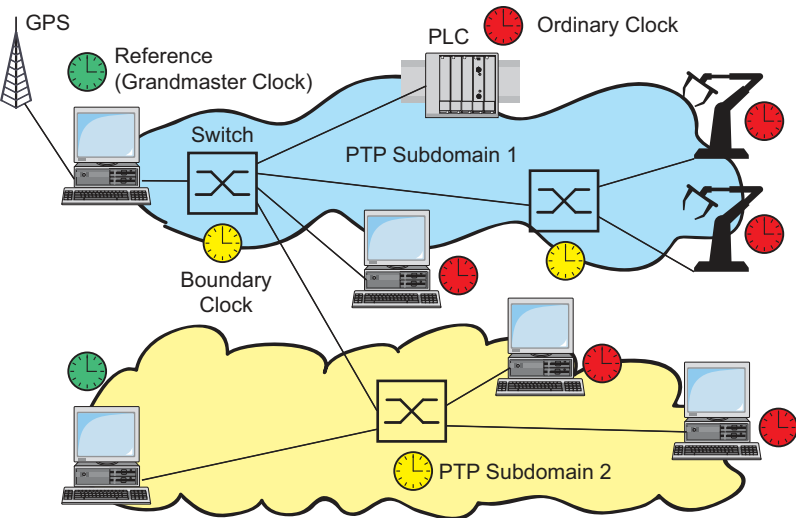 GPS
Reference
(Grandmaster Clock)
PLC
Ordinary Clock
Switch
PTP Subdomain 1
Boundary
Clock
PTP Subdomain 2